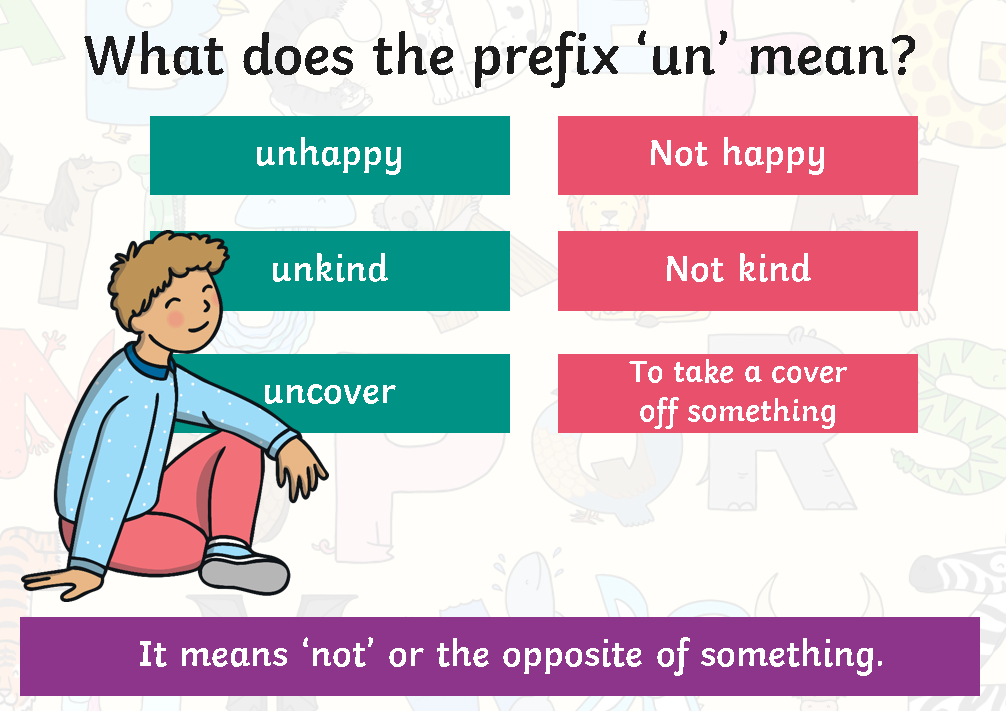 What does the prefix ‘un’ mean?
unhappy
Not happy
unkind
Not kind
uncover
To take a cover
off something
It means ‘not’ or the opposite of something.